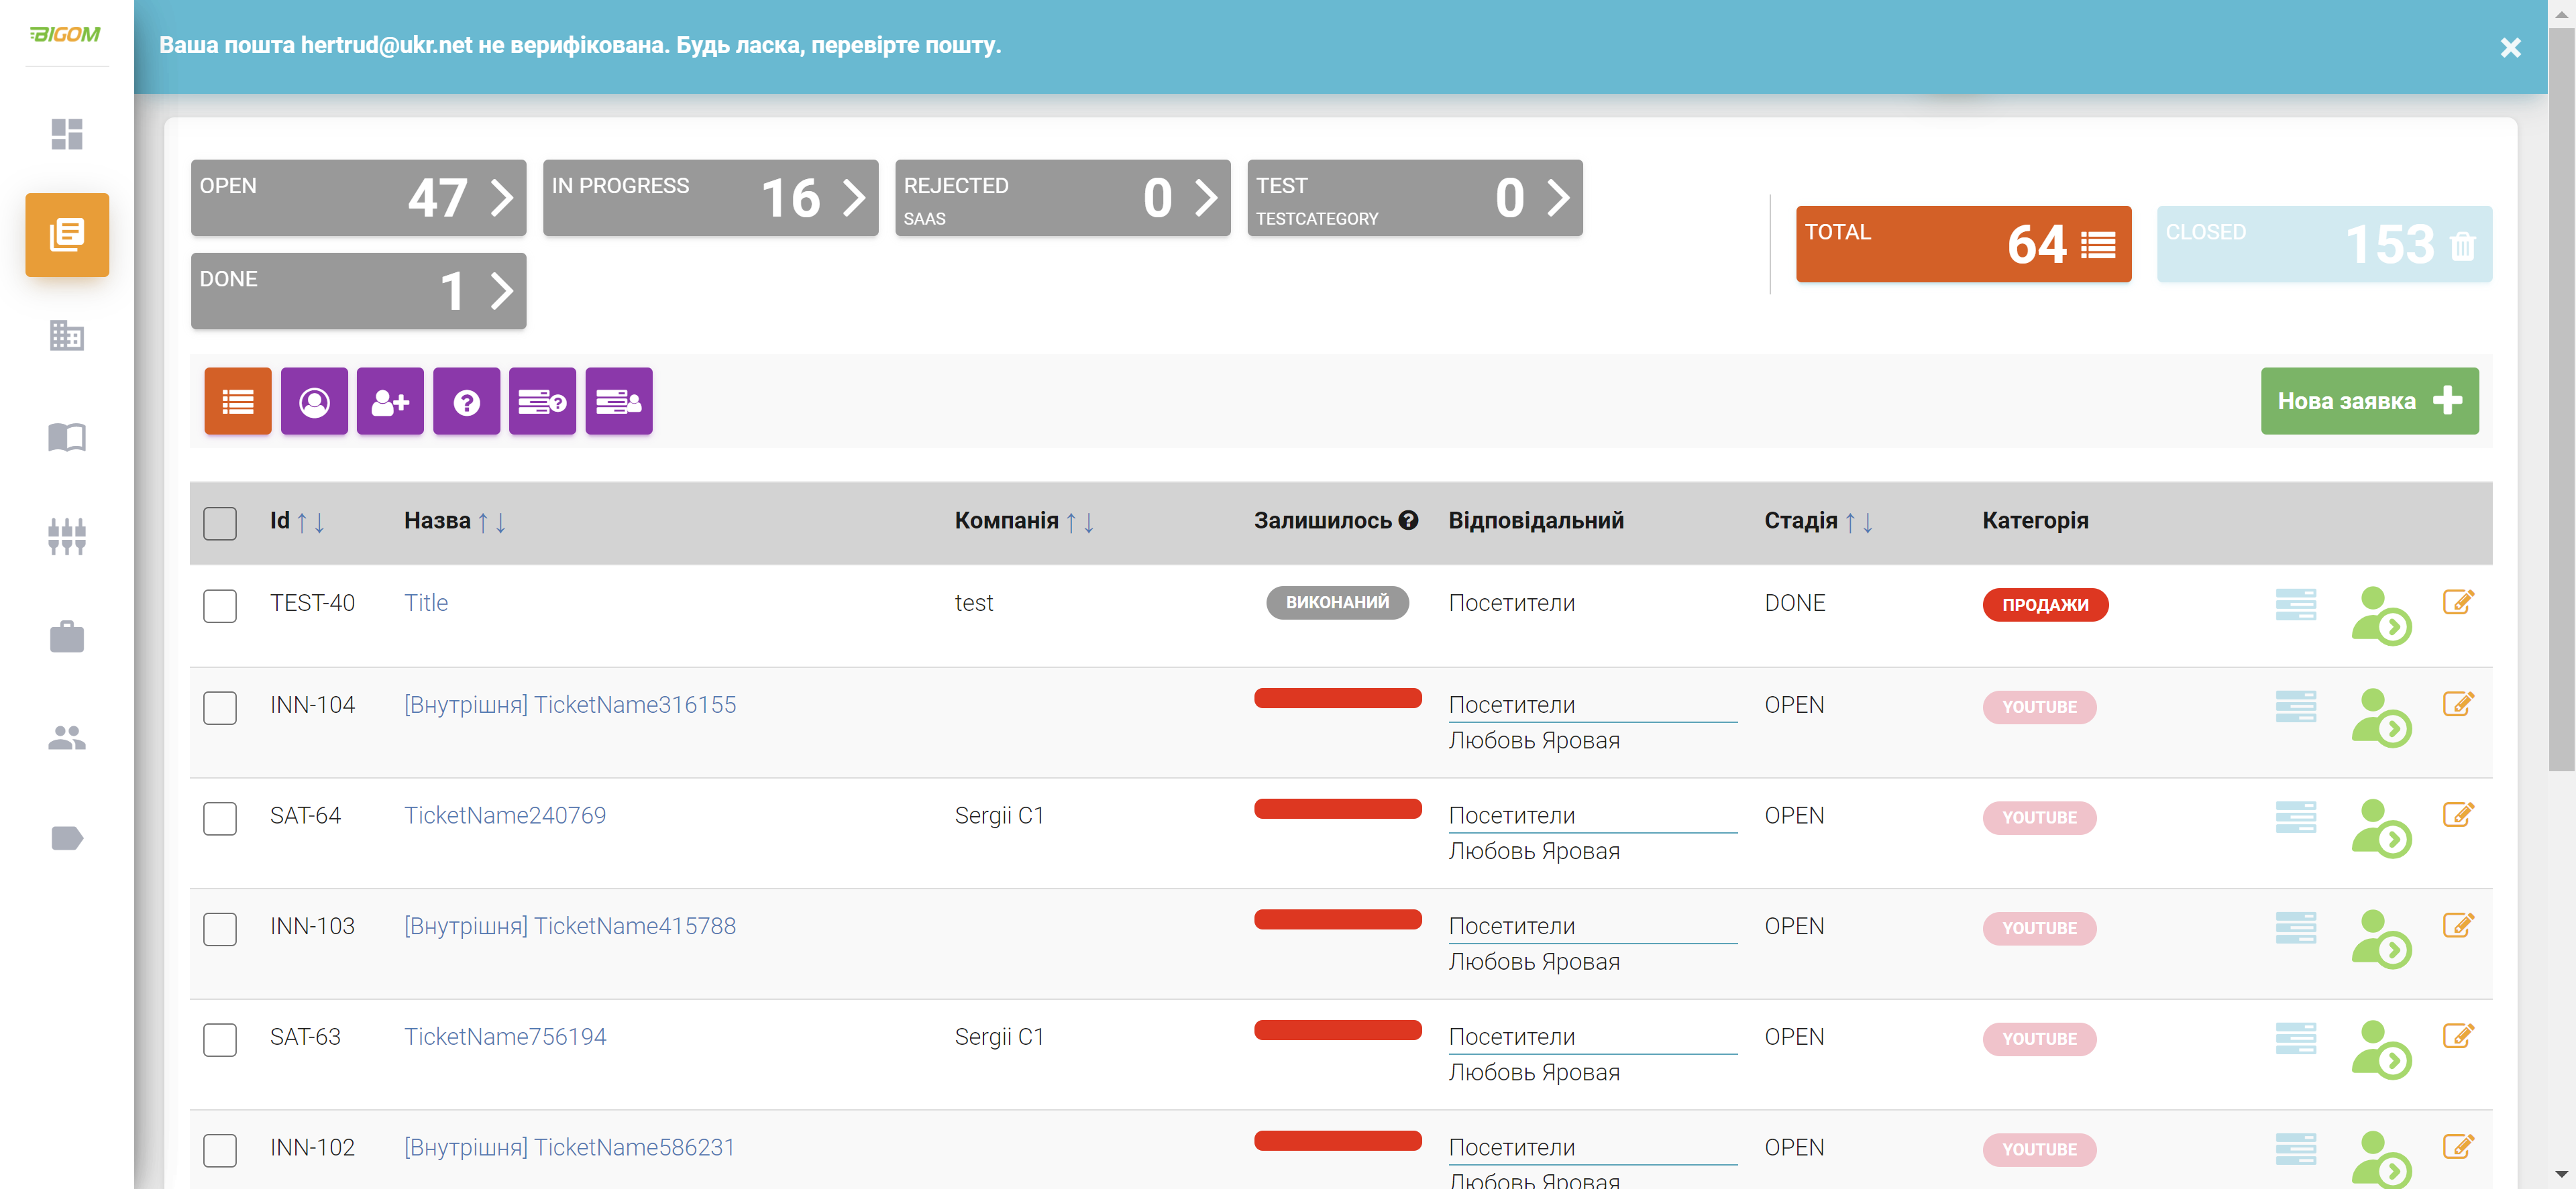 BIGOM
Ваша пошта hertrud@ukr.net не верифікована. Будь ласка, перевірте пошту.
OPEN 47
IN PROGRESS 16
REJECTED 0
SAAS
TEST 0
TESTCATEGORY
DONE 1
TOTAL 64
CLOSED 153
Нова заявка
Id Назва Компанія Залишилось Відповідальний Стадія Категорія
TEST-40 Title test ВИКОНАНИЙ Посетители DONE ПРОДАЖИ
INN-104 [Внутрішня] TicketName316155 Посетители OPEN YOUTUBE
Любовь Яровая
SAT-64 TicketName240769 Sergii C1 Посетители OPEN YOUTUBE
Любовь Яровая
INN-103 [Внутрішня] TicketName415788 Посетители OPEN YOUTUBE
Любовь Яровая
SAT-63 TicketName756194 Sergii C1 Посетители OPEN YOUTUBE
Любовь Яровая
INN-102 [Внутрішня] TicketName586231 Посетители OPEN YOUTUBE
Любовь Яровая